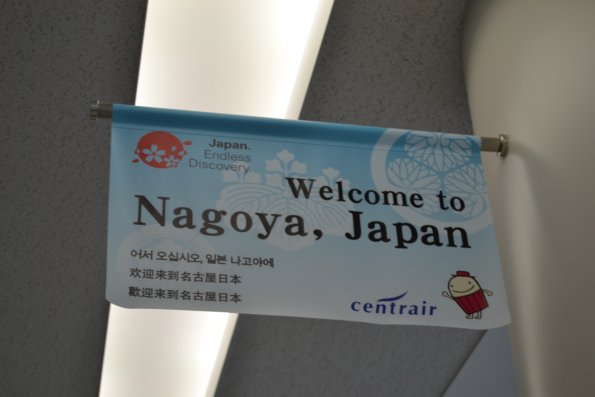 Japan.
Endless
Discovery.
Welcome to
Nagoya, Japan
어서 오십시오, 일본 나고야에
欢迎来到名古屋日本
歡迎来到名古屋日本
centrair